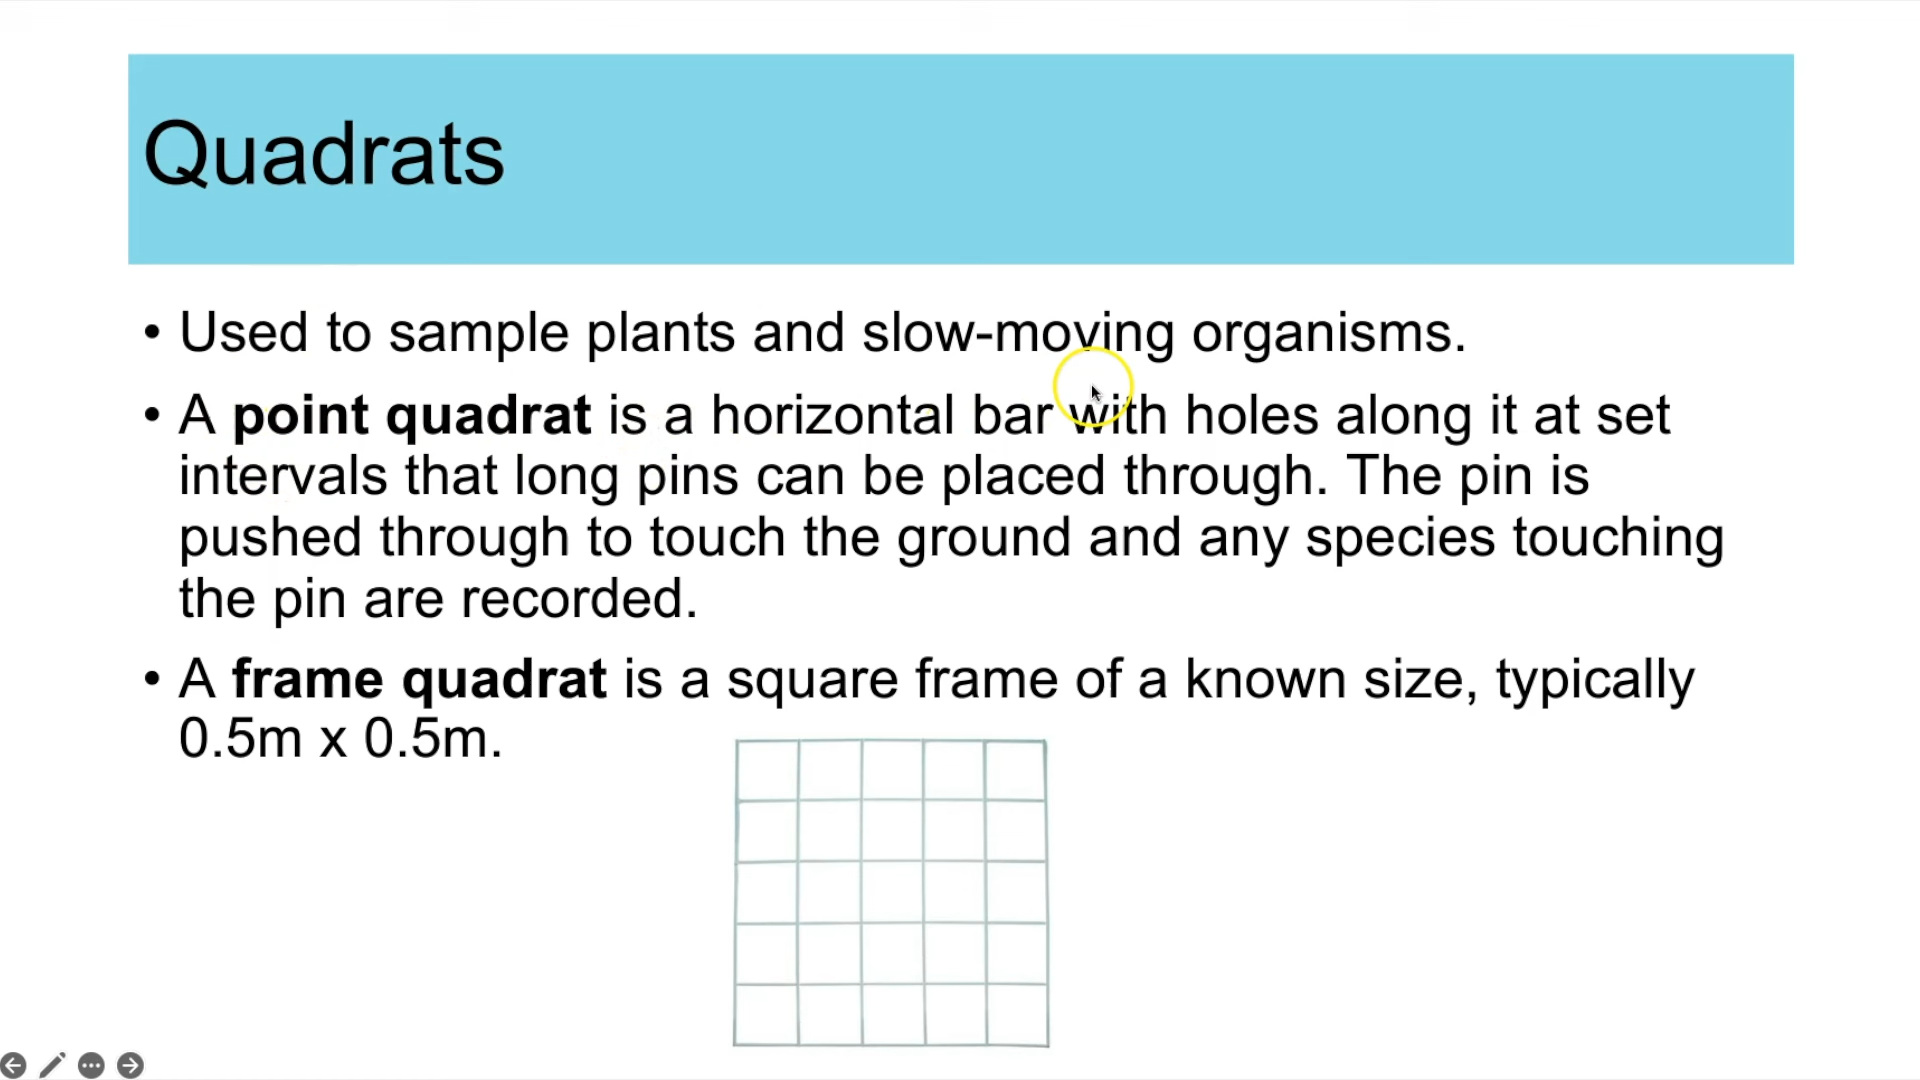 Quadrats
• Used to sample plants and slow-moving organisms.
• A point quadrat is a horizontal bar with holes along it at set
intervals that long pins can be placed through. The pin is
pushed through to touch the ground and any species touching
the pin are recorded.
• A frame quadrat is a square frame of a known size, typically
0.5m x 0.5m.